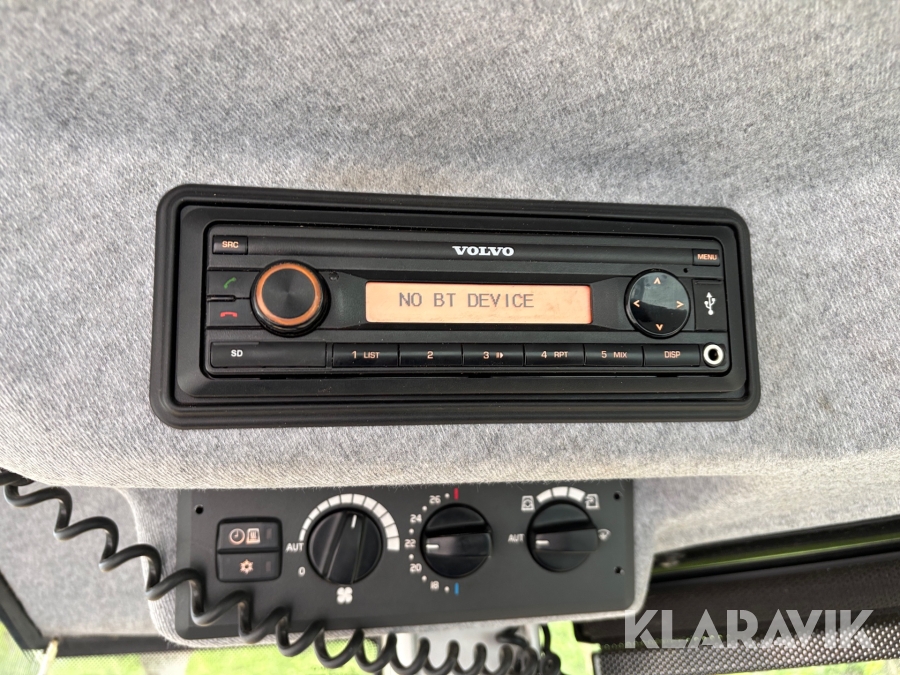 SRC
VOLVO
MENU
NO BT DEVICE
SD
1 LIST
2
3
4 RPT
5 MIX
DISP
AUT
0
26
24
22
20
18
AUT
KLARAVIK